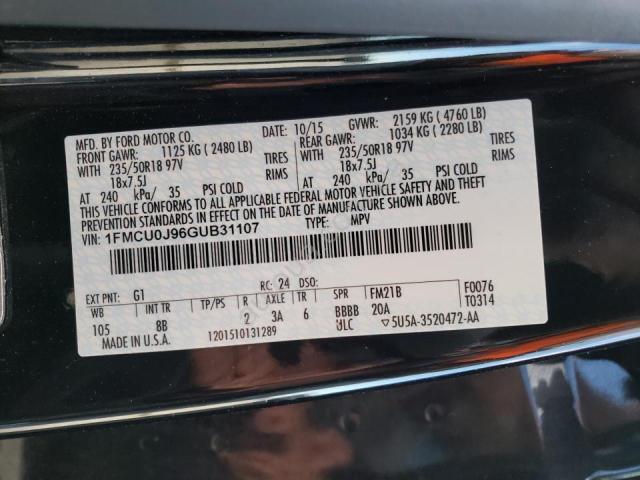 MFD. BY FORD MOTOR CO. DATE: 10/15 GVWR: 2159 KG ( 4760 LB)
FRONT GAWR: 1125 KG ( 2480 LB) REAR GAWR: 1034 KG ( 2280 LB)
WITH 235/50R18 97V TIRES WITH 235/50R18 97V TIRES
18x7.5J RIMS 18x7.5J RIMS
AT 240 kPa/ 35 PSI COLD AT 240 kPa/ 35 PSI COLD
THIS VEHICLE CONFORMS TO ALL APPLICABLE FEDERAL MOTOR VEHICLE SAFETY AND THEFT
PREVENTION STANDARDS IN EFFECT ON THE DATE OF MANUFACTURE SHOWN ABOVE.
VIN: 1FMCU0J96GUB31107 TYPE: MPV
EXT PNT: G1 RC: 24 DSO: F0076
WB INT TR TP/PS R AXLE TR SPR FM21B T0314
105 8B 2 3A 6 BBBB 20A
MADE IN U.S.A. 1201510131289 ULC 5U5A-3520472-AA